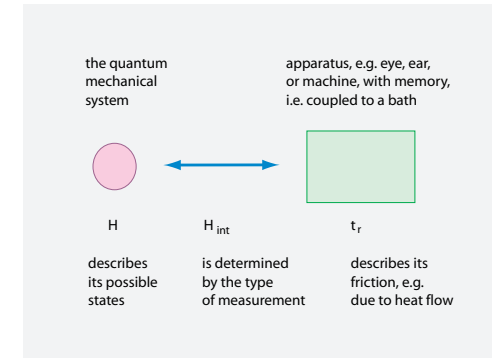 the quantum
mechanical
system
apparatus, e.g. eye, ear,
or machine, with memory,
i.e. coupled to a bath
H
H int
t r
describes
its possible
states
is determined
by the type
of measurement
describes its
friction, e.g.
due to heat flow